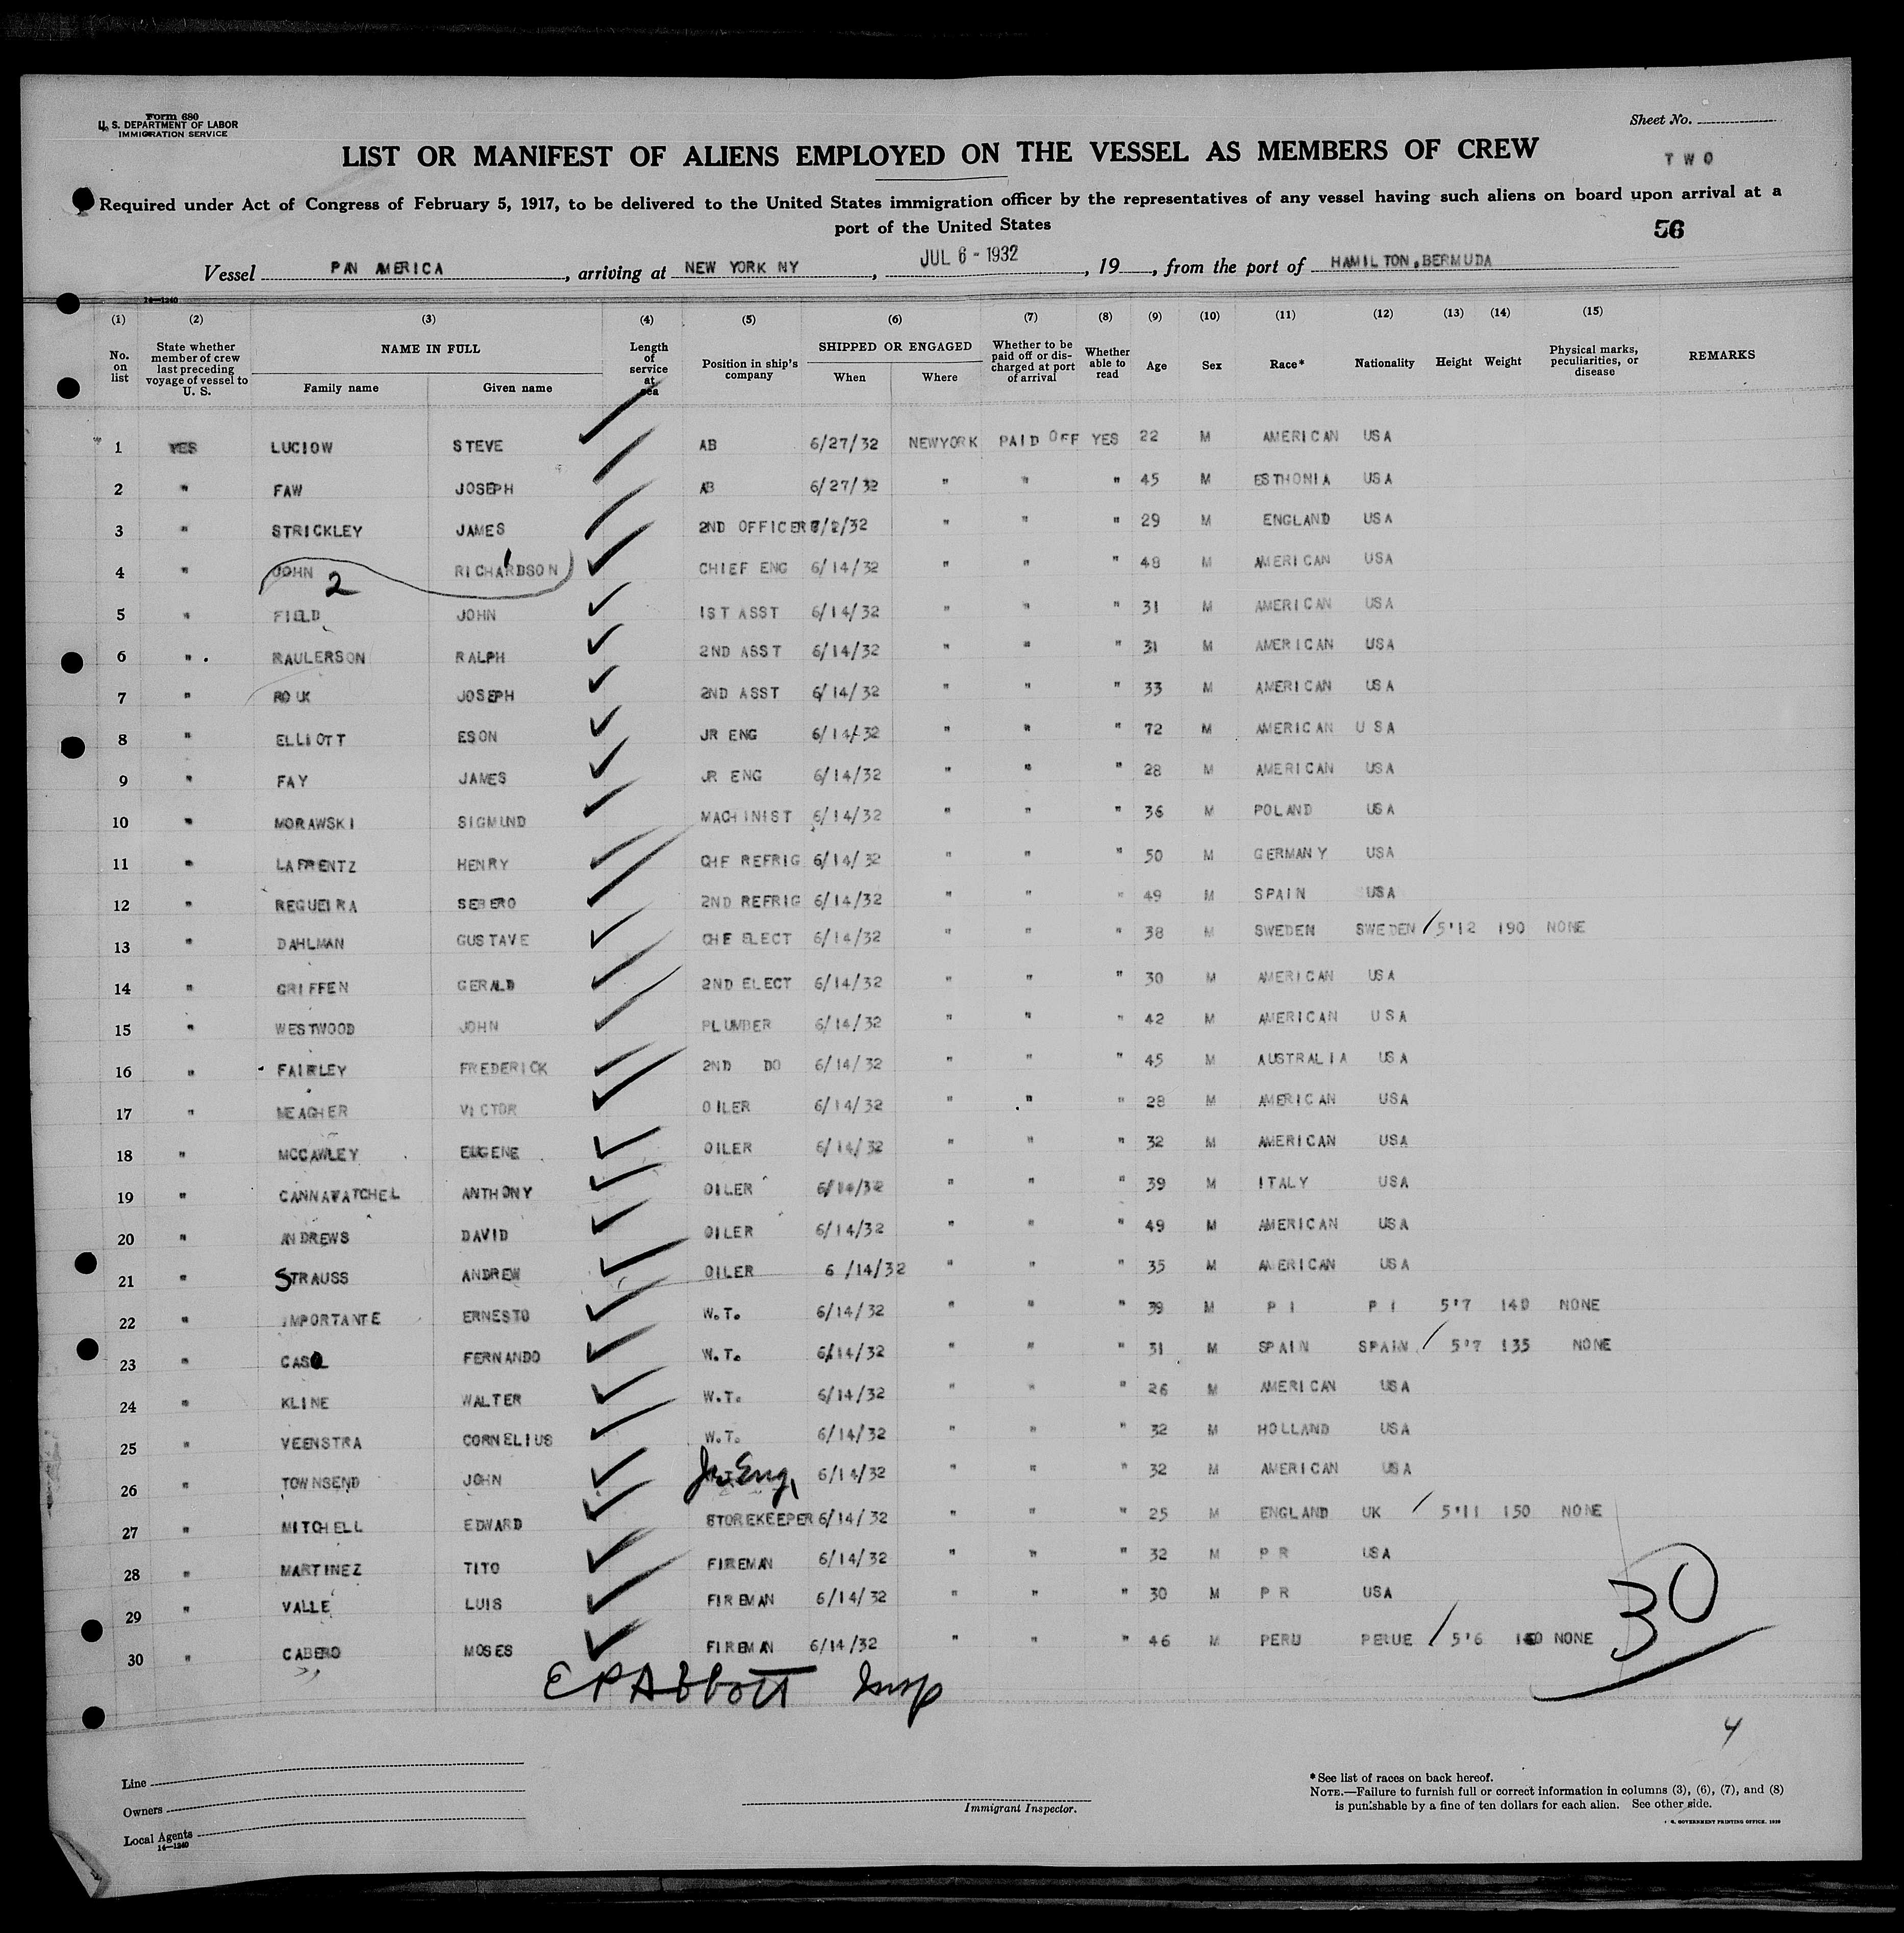 Form 680
U. S. DEPARTMENT OF LABOR
IMMIGRATION SERVICE
Sheet No.
TWO
LIST OR MANIFEST OF ALIENS EMPLOYED ON THE VESSEL AS MEMBERS OF CREW
Required under Act of Congress of February 5, 1917, to be delivered to the United States immigration officer by the representatives of any vessel having such aliens on board upon arrival at a
port of the United States
56
Vessel PAN AMERICA, arriving at NEW YORK NY, JUL 6 - 1932, 19, from the port of HAMILTON, BERMUDA
14—1240
(1) (2) (3) (4) (5) (6) (7) (8) (9) (10) (11) (12) (13) (14) (15)
No. on list State whether member of crew last preceding voyage of vessel to U. S. NAME IN FULL Family name Given name Length of service at sea Position in ship's company SHIPPED OR ENGAGED When Where Whether to be paid off or discharged at port of arrival Whether able to read Age Sex Race* Nationality Height Weight Physical marks, peculiarities, or disease REMARKS
1 YES LUCIOW STEVE AB 6/27/32 NEWYORK PAID OFF YES 22 M AMERICAN USA
2 " FAW JOSEPH AB 6/27/32 " " " 45 M ESTHONIA USA
3 " STRICKLEY JAMES 2ND OFFICER /2/32 " " " 29 M ENGLAND USA
4 " JOHN 2 RICHARDSON 1 CHIEF ENG 6/14/32 " " " 48 M AMERICAN USA
5 " FIELD JOHN 1ST ASST 6/14/32 " " " 31 M AMERICAN USA
6 " RAULERSON RALPH 2ND ASST 6/14/32 " " " 31 M AMERICAN USA
7 " ROUK JOSEPH 2ND ASST 6/14/32 " " " 33 M AMERICAN USA
8 " ELLIOTT ESON JR ENG 6/14/32 " " " 72 M AMERICAN USA
9 " FAY JAMES JR ENG 6/14/32 " " " 28 M AMERICAN USA
10 " MORAWSKI SIGMUND MACHINIST 6/14/32 " " " 36 M POLAND USA
11 " LAFRENTZ HENRY CHF REFRIG 6/14/32 " " " 50 M GERMANY USA
12 " REGUEIRA SEBERO 2ND REFRIG 6/14/32 " " " 49 M SPAIN USA
13 " DAHLMAN GUSTAVE CHF ELECT 6/14/32 " " " 38 M SWEDEN SWEDEN 5'12 190 NONE
14 " GRIFFEN GERALD 2ND ELECT 6/14/32 " " " 30 M AMERICAN USA
15 " WESTWOOD JOHN PLUMBER 6/14/32 " " " 42 M AMERICAN USA
16 " FAIRLEY FREDERICK 2ND DO 6/14/32 " " " 45 M AUSTRALIA USA
17 " MEAGHER VICTOR OILER 6/14/32 " " " 28 M AMERICAN USA
18 " MCCAWLEY EUGENE OILER 6/14/32 " " " 32 M AMERICAN USA
19 " CANNAVATCHEL ANTHONY OILER 6/14/32 " " " 39 M ITALY USA
20 " ANDREWS DAVID OILER 6/14/32 " " " 49 M AMERICAN USA
21 " STRAUSS ANDREW OILER 6 /14/32 " " " 35 M AMERICAN USA
22 " IMPORTANTE ERNESTO W.T. 6/14/32 " " " 39 M P I P I 5'7 140 NONE
23 " FERNANDO W.T. 6/14/32 " " " 31 M SPAIN SPAIN 5'7 135 NONE
24 " KLINE WALTER W.T. 6/14/32 " " " 26 M AMERICAN USA
25 " VEENSTRA CORNELIUS W.T. 6/14/32 " " " 32 M HOLLAND USA
26 " TOWNSEND JOHN Jr Eng. 6/14/32 " " " 32 M AMERICAN USA
27 " MITCHELL EDWARD STOREKEEPER 6/14/32 " " " 25 M ENGLAND UK 5'11 150 NONE
28 " MARTINEZ TITO FIREMAN 6/14/32 " " " 32 M P R USA
29 " VALLE LUIS FIREMAN 6/14/32 " " " 30 M P R USA
30 " CABERO MOSES FIREMAN 6/14/32 " " " 46 M PERU PERUE 5'6 NONE
30
E P Abbott Insp
4
Line
Owners
Local Agents
14—1240
Immigrant Inspector.
*See list of races on back hereof.
NOTE.—Failure to furnish full or correct information in columns (3), (6), (7), and (8)
is punishable by a fine of ten dollars for each alien. See other side.
GOVERNMENT PRINTING OFFICE.